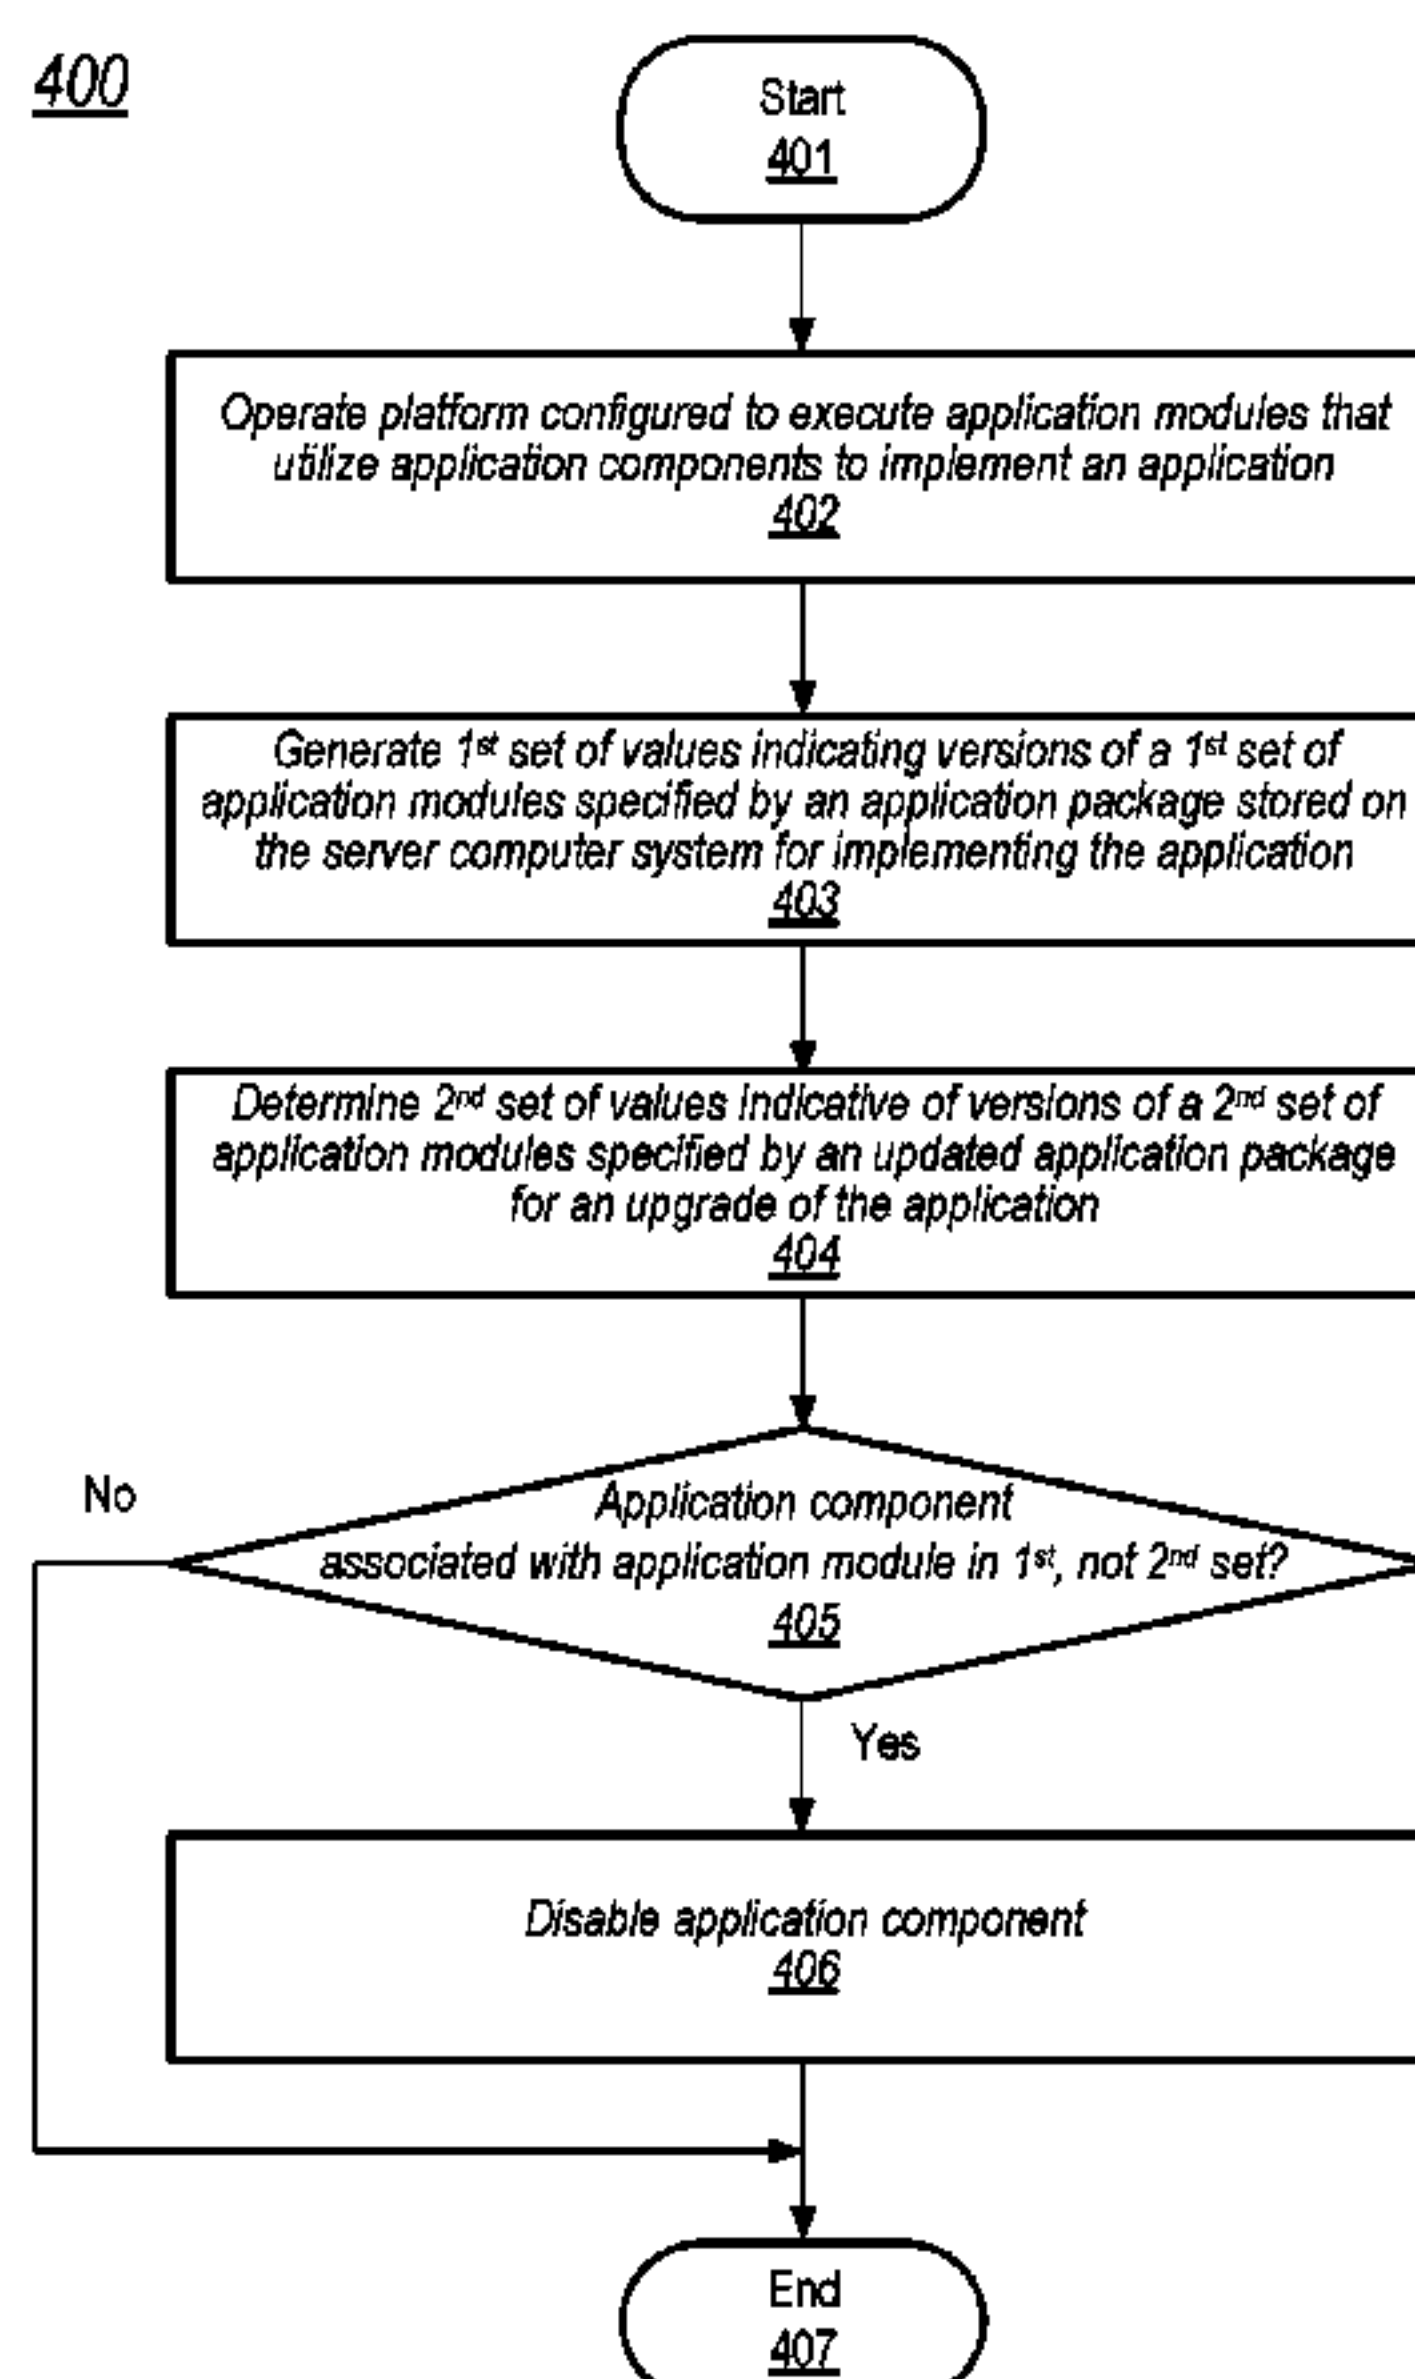 400
Start
401
Operate platform configured to execute application modules that
utilize application components to implement an application
402
Generate 1st set of values indicating versions of a 1st set of
application modules specified by an application package stored on
the server computer system for implementing the application
403
Determine 2nd set of values indicative of versions of a 2nd set of
application modules specified by an updated application package
for an upgrade of the application
404
No
Application component
associated with application module in 1st, not 2nd set?
405
Yes
Disable application component
406
End
407